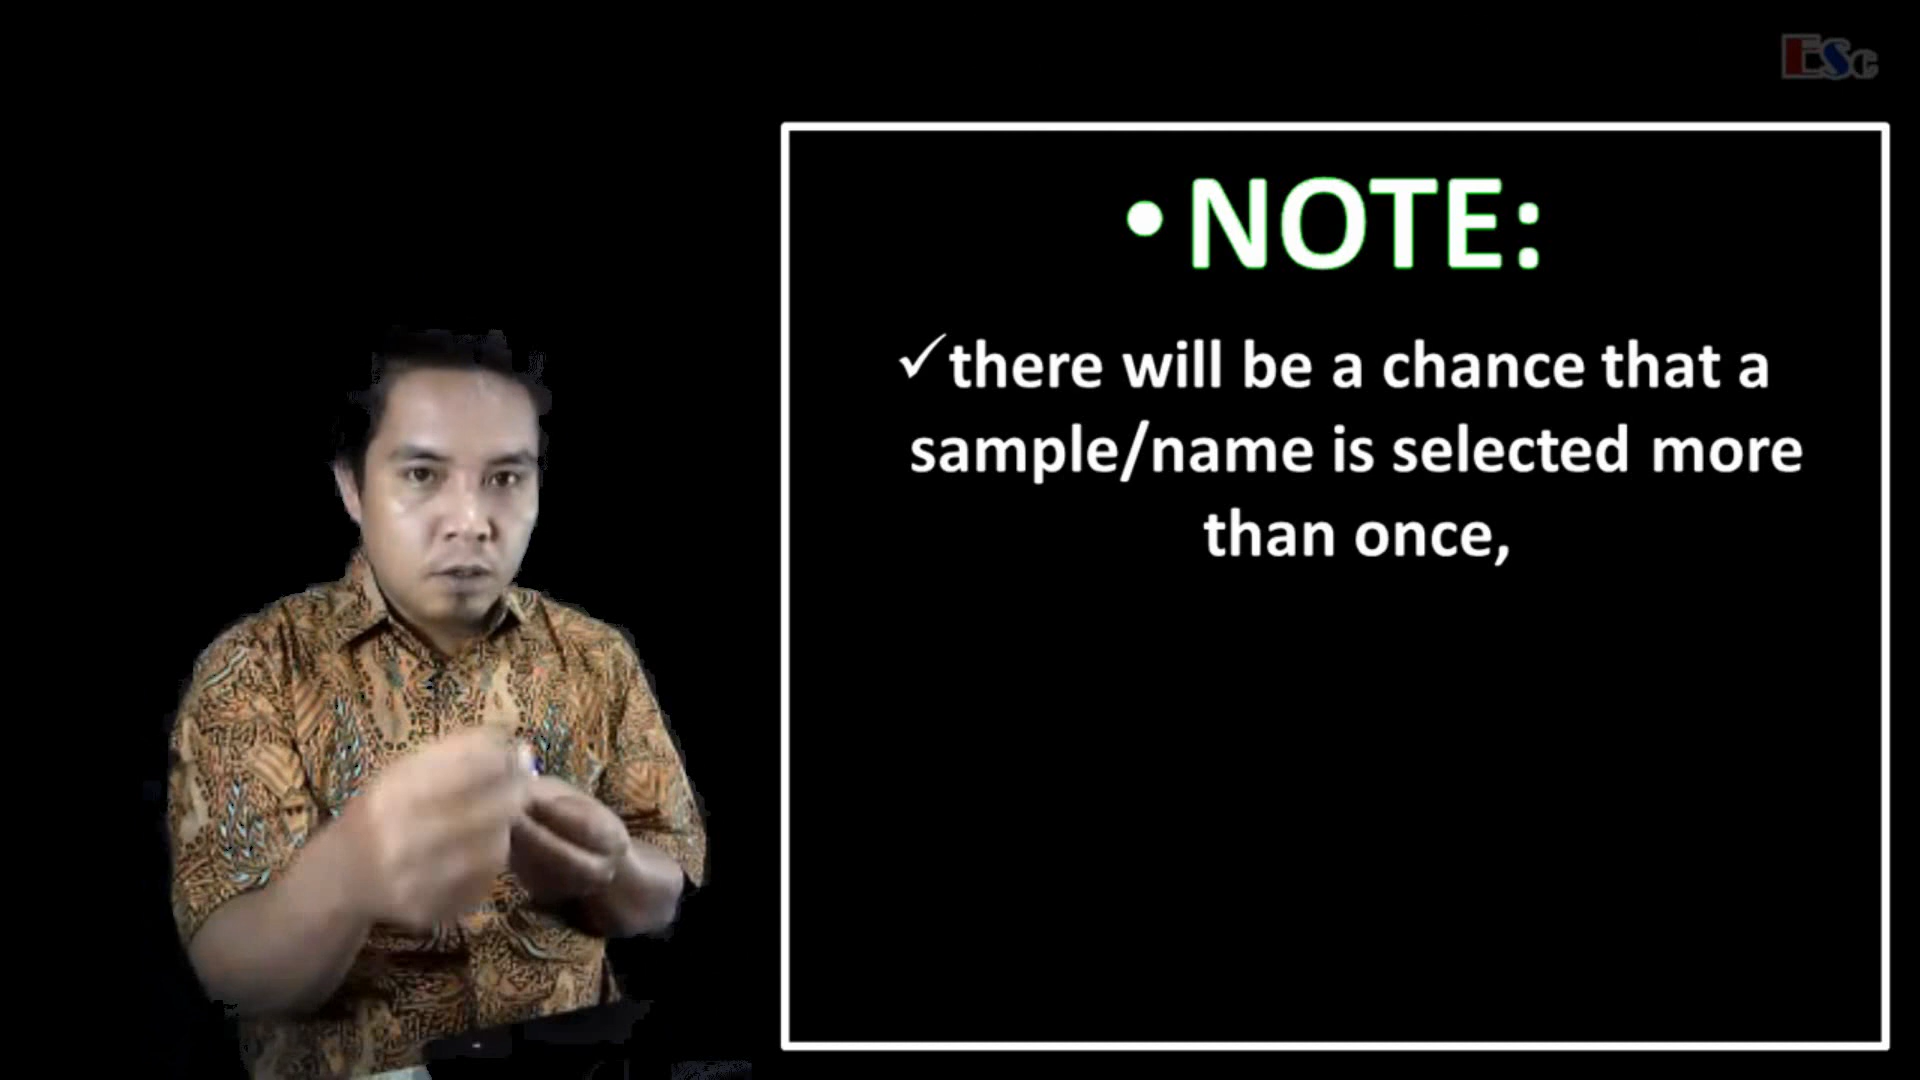 ESc
• NOTE:
✓there will be a chance that a
sample/name is selected more
than once,